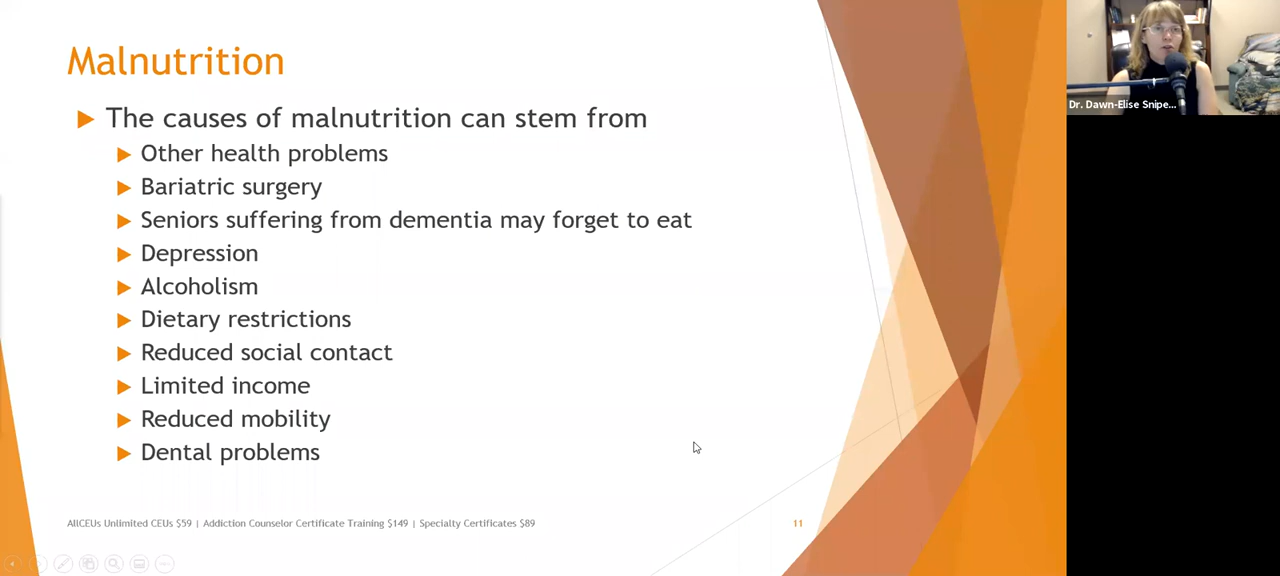 Malnutrition
The causes of malnutrition can stem from
Other health problems
Bariatric surgery
Seniors suffering from dementia may forget to eat
Depression
Alcoholism
Dietary restrictions
Reduced social contact
Limited income
Reduced mobility
Dental problems
AllCEUs Unlimited CEUs $59 | Addiction Counselor Certificate Training $149 | Specialty Certificates $89
11
Dr. Dawn-Elise Snipe...